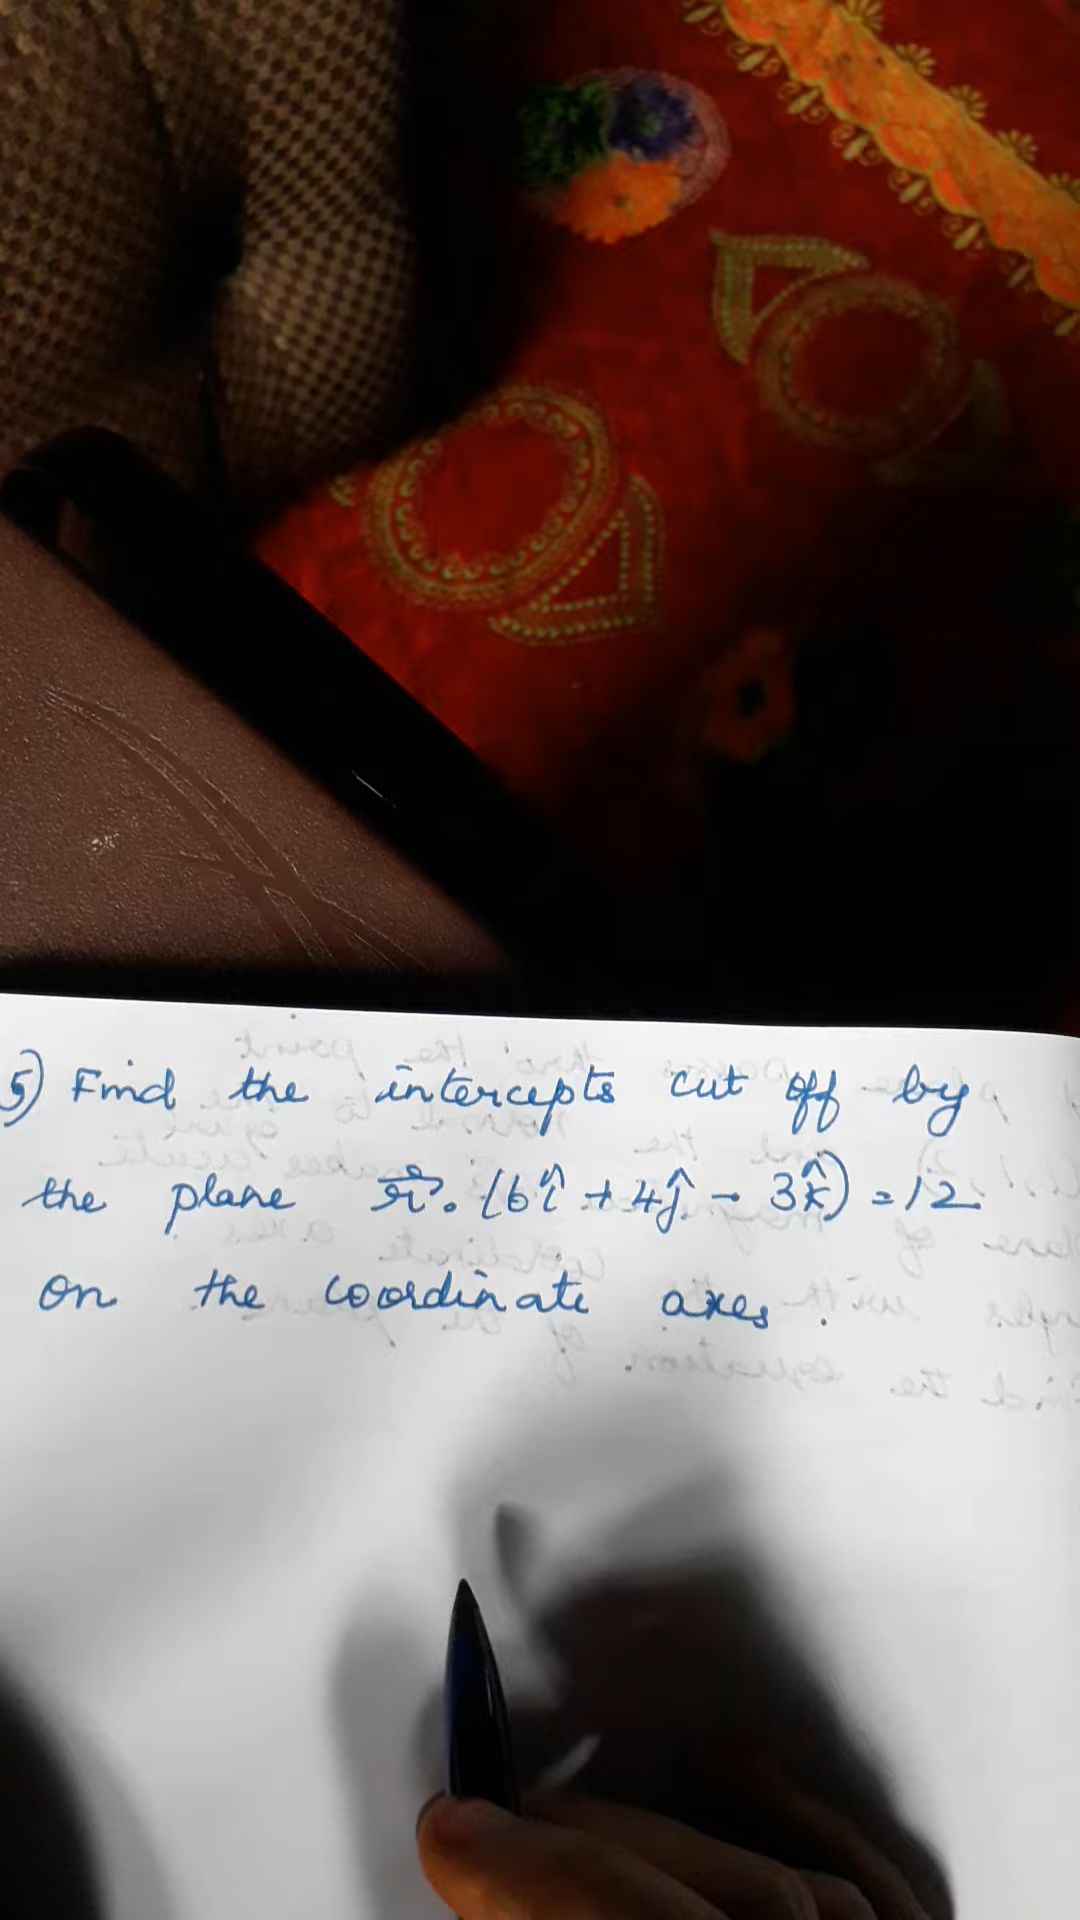 5) Find the intercepts cut off by
the plane r⃗. (6î + 4ĵ - 3k̂) = 12
on the coordinate axes.